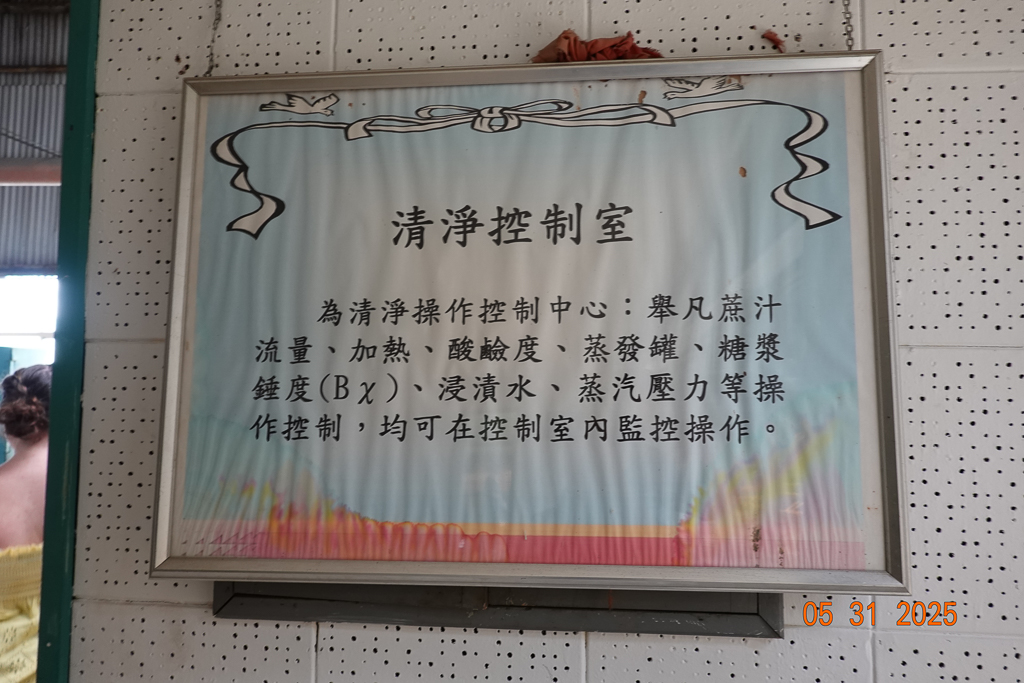 清淨控制室
為清淨操作控制中心：舉凡蔗汁
流量、加熱、酸鹼度、蒸發罐、糖漿
錘度(Bχ)、浸漬水、蒸汽壓力等操
作控制，均可在控制室內監控操作。
05 31 2025